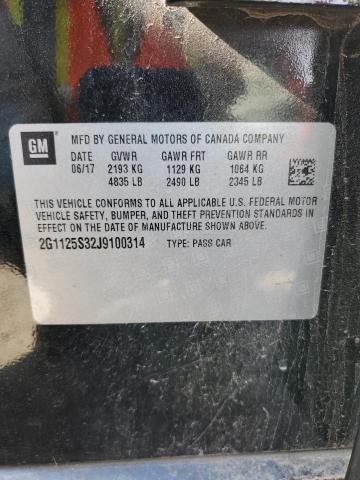 GM
MFD BY GENERAL MOTORS OF CANADA COMPANY
DATE GVWR GAWR FRT GAWR RR
06/17 2193 KG 1129 KG 1064 KG
4835 LB 2490 LB 2345 LB
THIS VEHICLE CONFORMS TO ALL APPLICABLE U.S. FEDERAL MOTOR
VEHICLE SAFETY, BUMPER, AND THEFT PREVENTION STANDARDS
IN EFFECT ON THE DATE OF MANUFACTURE SHOWN ABOVE.
2G1125S32J9100314 TYPE: PASS CAR